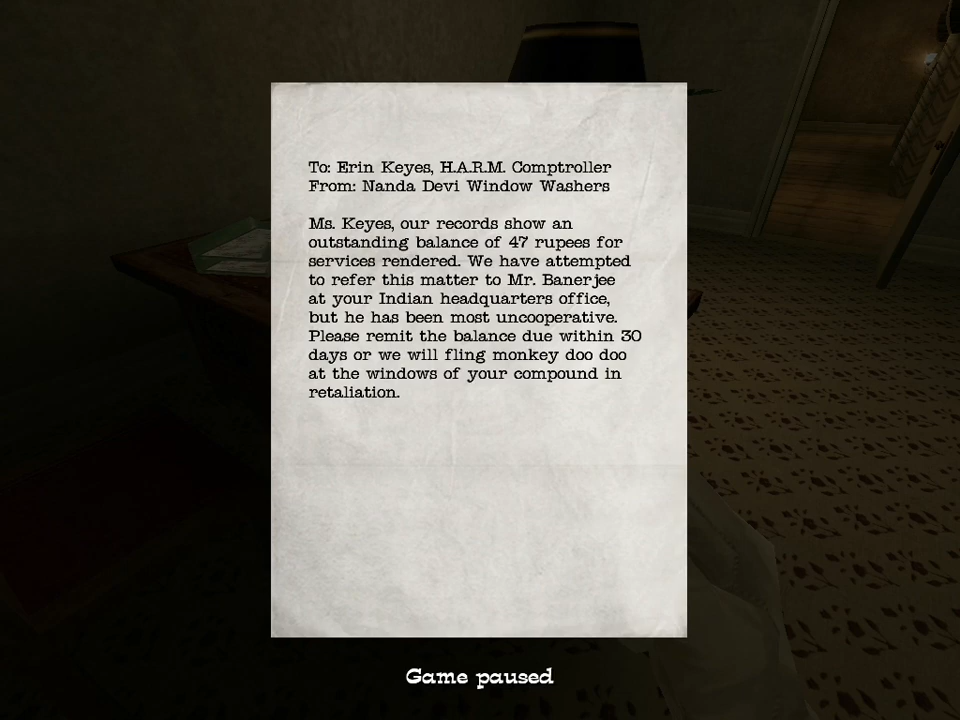 To: Erin Keyes, H.A.R.M. Comptroller
From: Nanda Devi Window Washers
Ms. Keyes, our records show an
outstanding balance of 47 rupees for
services rendered. We have attempted
to refer this matter to Mr. Banerjee
at your Indian headquarters office,
but he has been most uncooperative.
Please remit the balance due within 30
days or we will fling monkey doo doo
at the windows of your compound in
retaliation.
Game paused